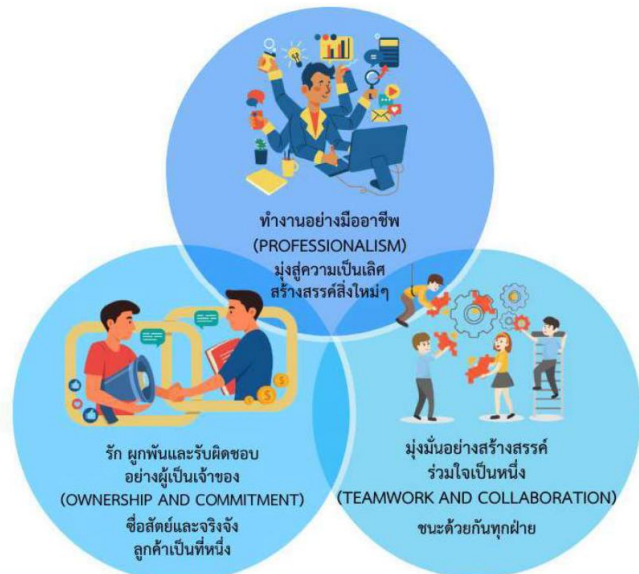 ทำงานอย่างมืออาชีพ
(PROFESSIONALISM)
มุ่งสู่ความเป็นเลิศ
สร้างสรรค์สิ่งใหม่ๆ
รัก ผูกพันและรับผิดชอบ
อย่างผู้เป็นเจ้าของ
(OWNERSHIP AND COMMITMENT)
ซื่อสัตย์และจริงจัง
ลูกค้าเป็นที่หนึ่ง
มุ่งมั่นอย่างสร้างสรรค์
ร่วมใจเป็นหนึ่ง
(TEAMWORK AND COLLABORATION)
ชนะด้วยกันทุกฝ่าย